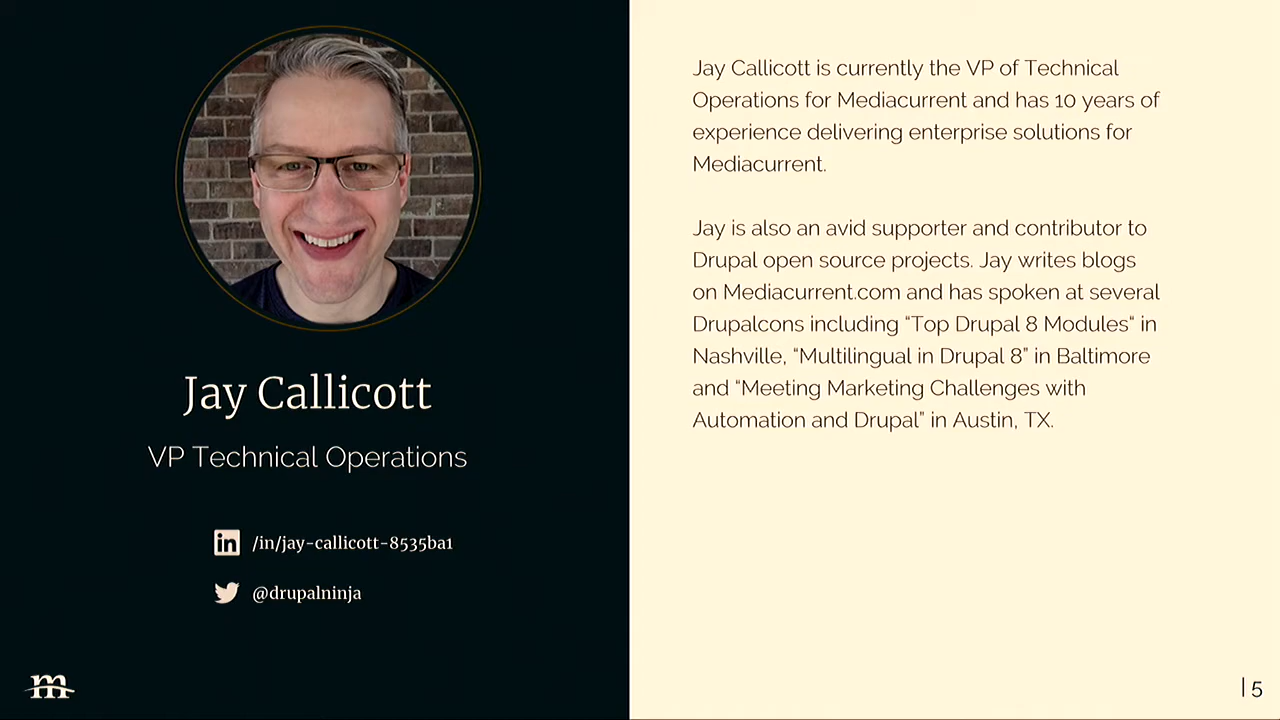 Jay Callicott
VP Technical Operations
/in/jay-callicott-8535ba1
@drupalninja
m
Jay Callicott is currently the VP of Technical
Operations for Mediacurrent and has 10 years of
experience delivering enterprise solutions for
Mediacurrent.
Jay is also an avid supporter and contributor to
Drupal open source projects. Jay writes blogs
on Mediacurrent.com and has spoken at several
Drupalcons including “Top Drupal 8 Modules“ in
Nashville, “Multilingual in Drupal 8” in Baltimore
and “Meeting Marketing Challenges with
Automation and Drupal” in Austin, TX.
| 5